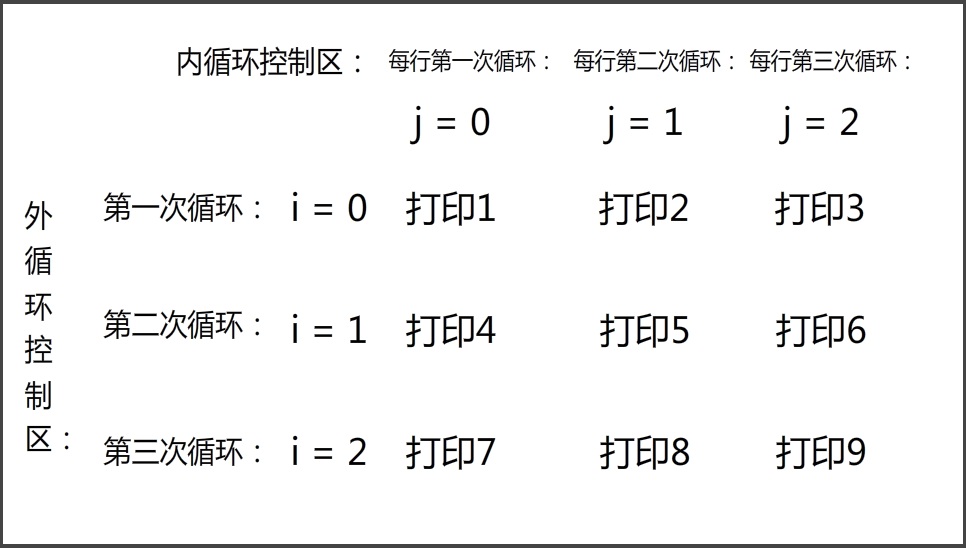 内循环控制区： 每行第一次循环： 每行第二次循环： 每行第三次循环：
j = 0 j = 1 j = 2
外循环控制区：
第一次循环： i = 0 打印1 打印2 打印3
第二次循环： i = 1 打印4 打印5 打印6
第三次循环： i = 2 打印7 打印8 打印9